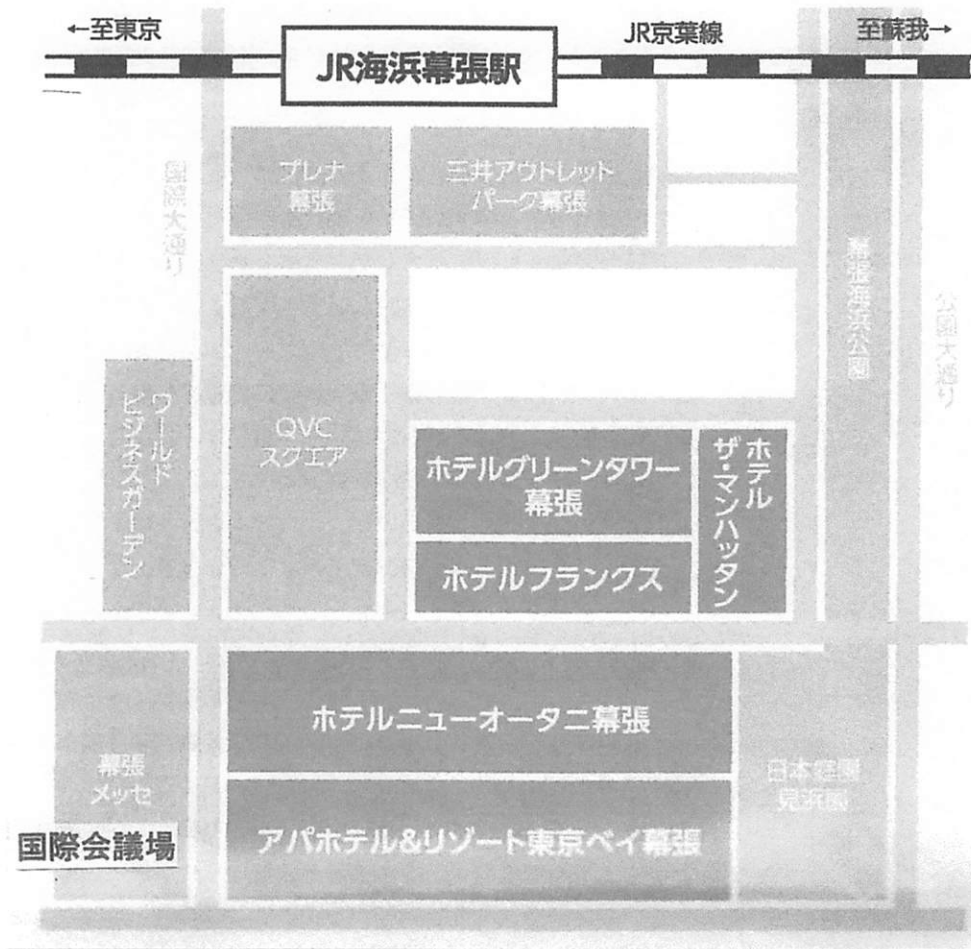 ←至東京
JR海浜幕張駅
JR京葉線
至蘇我→
国際大通り
プレナ
幕張
三井アウトレット
パーク幕張
幕張海浜公園
公園大通り
ワールド
ビジネスガーデン
QVC
スクエア
ホテルグリーンタワー
幕張
ホテル
ザ・マンハッタン
ホテルフランクス
幕張
メッセ
国際会議場
ホテルニューオータニ幕張
アパホテル&リゾート東京ベイ幕張
日本庭園
見浜園